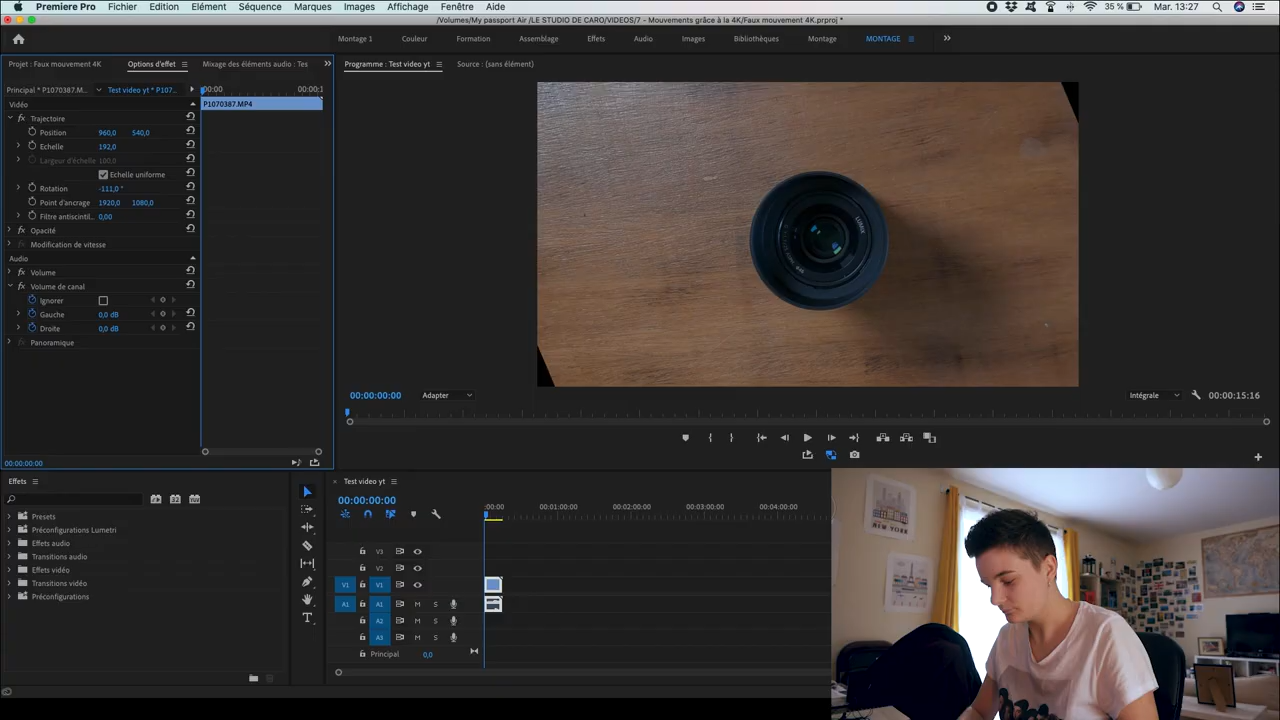 Premiere Pro Fichier Edition Elément Séquence Marques Images Affichage Fenêtre Aide 35 % Mar. 13:27
/Volumes/My passport Air /LE STUDIO DE CARO/VIDEOS/7 - Mouvements grâce à la 4K/Faux mouvement 4K.prproj *
Montage 1 Couleur Formation Assemblage Effets Audio Images Bibliothèques Montage MONTAGE
Projet : Faux mouvement 4K Options d'effet Mixage des éléments audio : Tes
Programme : Test video yt Source : (sans élément)
Principal * P1070387.M... Test video yt * P107... :00:00 00:00:1
Vidéo P1070387.MP4
Trajectoire
Position 960,0 540,0
Echelle 192,0
Largeur d'échelle 100,0
Echelle uniforme
Rotation -111,0 °
Point d'ancrage 1920,0 1080,0
Filtre antiscintil... 0,00
Opacité
Modification de vitesse
Audio
Volume
Volume de canal
Ignorer
Gauche 0,0 dB
Droite 0,0 dB
Panoramique
00:00:00:00
LUMIX
00:00:00:00 Adapter Intégrale 00:00:15:16
Effets
Presets
Préconfigurations Lumetri
Effets audio
Transitions audio
Effets vidéo
Transitions vidéo
Préconfigurations
Test video yt
00:00:00:00
:00:00 00:01:00:00 00:02:00:00 00:03:00:00 00:04:00:00
V3
V2
V1 V1
A1 A1 M S
A2 M S
A3 M S
Principal 0,0
NEW YORK